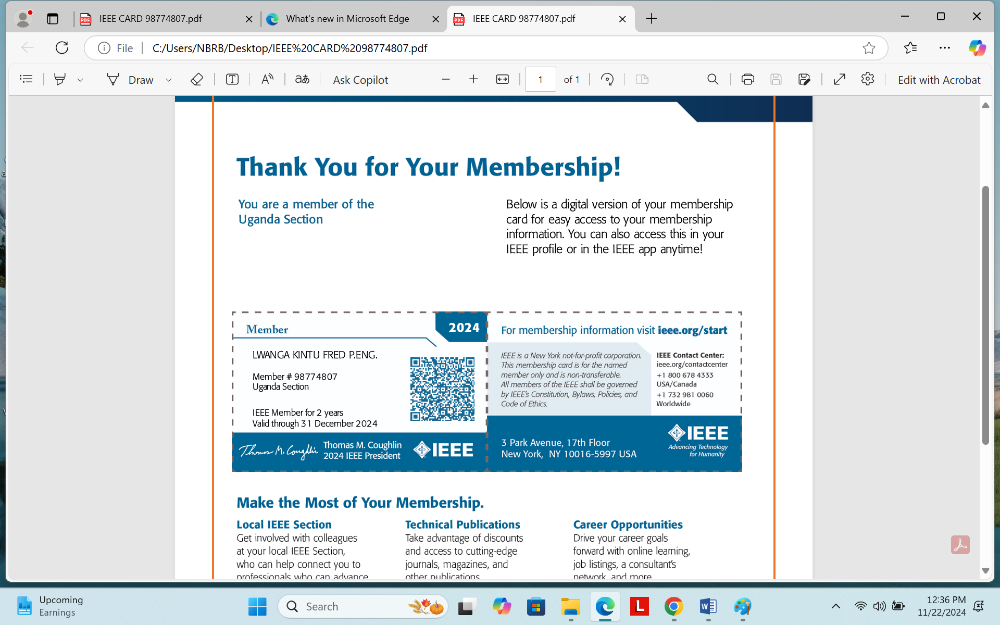 IEEE CARD 98774807.pdf
What's new in Microsoft Edge
IEEE CARD 98774807.pdf
File
C:/Users/NBRB/Desktop/IEEE%20CARD%2098774807.pdf
Draw
Ask Copilot
1
of 1
Edit with Acrobat
Thank You for Your Membership!
You are a member of the
Uganda Section
Below is a digital version of your membership
card for easy access to your membership
information. You can also access this in your
IEEE profile or in the IEEE app anytime!
Member
2024
LWANGA KINTU FRED P.ENG.
Member # 98774807
Uganda Section
IEEE Member for 2 years
Valid through 31 December 2024
Thomas M. Coughlin
Thomas M. Coughlin
2024 IEEE President
IEEE
For membership information visit ieee.org/start
IEEE is a New York not-for-profit corporation.
This membership card is for the named
member only and is non-transferable.
All members of the IEEE shall be governed
by IEEE's Constitution, Bylaws, Policies, and
Code of Ethics.
IEEE Contact Center:
ieee.org/contactcenter
+1 800 678 4333
USA/Canada
+1 732 981 0060
Worldwide
3 Park Avenue, 17th Floor
New York, NY 10016-5997 USA
IEEE
Advancing Technology
for Humanity
Make the Most of Your Membership.
Local IEEE Section
Get involved with colleagues
at your local IEEE Section,
who can help connect you to
professionals who can advance
Technical Publications
Take advantage of discounts
and access to cutting-edge
journals, magazines, and
other publications
Career Opportunities
Drive your career goals
forward with online learning,
job listings, a consultant's
network, and more
Upcoming
Earnings
Search
12:36 PM
11/22/2024